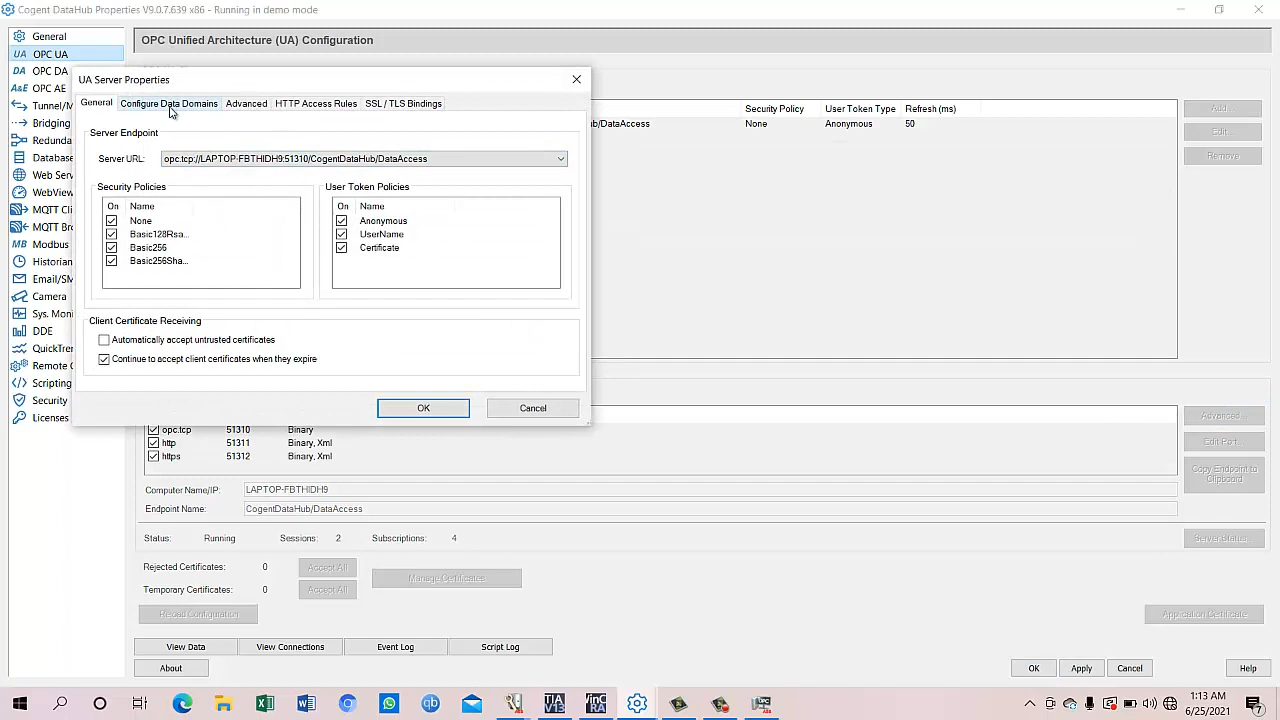 Cogent DataHub Properties V9.0.7.639 x86 - Running in demo mode
General
UA OPC UA
DA OPC DA
A&E OPC AE
Tunnel/M
Bridging
Redunda
Database
Web Serv
WebView
MQTT Cli
MQTT Bro
MB Modbus
Historian
Email/SM
Camera
Sys. Moni
DDE
QuickTren
Remote C
Scripting
Security
Licenses
OPC Unified Architecture (UA) Configuration
UA Server Properties
General Configure Data Domains Advanced HTTP Access Rules SSL / TLS Bindings
Server Endpoint
Server URL: opc.tcp://LAPTOP-FBTHIDH9:51310/CogentDataHub/DataAccess
Security Policies
On Name
None
Basic128Rsa...
Basic256
Basic256Sha...
User Token Policies
On Name
Anonymous
UserName
Certificate
Client Certificate Receiving
Automatically accept untrusted certificates
Continue to accept client certificates when they expire
OK Cancel
Security Policy User Token Type Refresh (ms)
b/DataAccess None Anonymous 50
Add...
Edit...
Remove
opc.tcp 51310 Binary
http 51311 Binary, Xml
https 51312 Binary, Xml
Advanced...
Edit Port...
Copy Endpoint to
Clipboard
Computer Name/IP: LAPTOP-FBTHIDH9
Endpoint Name: CogentDataHub/DataAccess
Status: Running Sessions: 2 Subscriptions: 4 Server Status...
Rejected Certificates: 0 Accept All
Manage Certificates
Temporary Certificates: 0 Accept All
Reload Configuration Application Certificate
View Data View Connections Event Log Script Log
About OK Apply Cancel Help
1:13 AM
6/25/2021